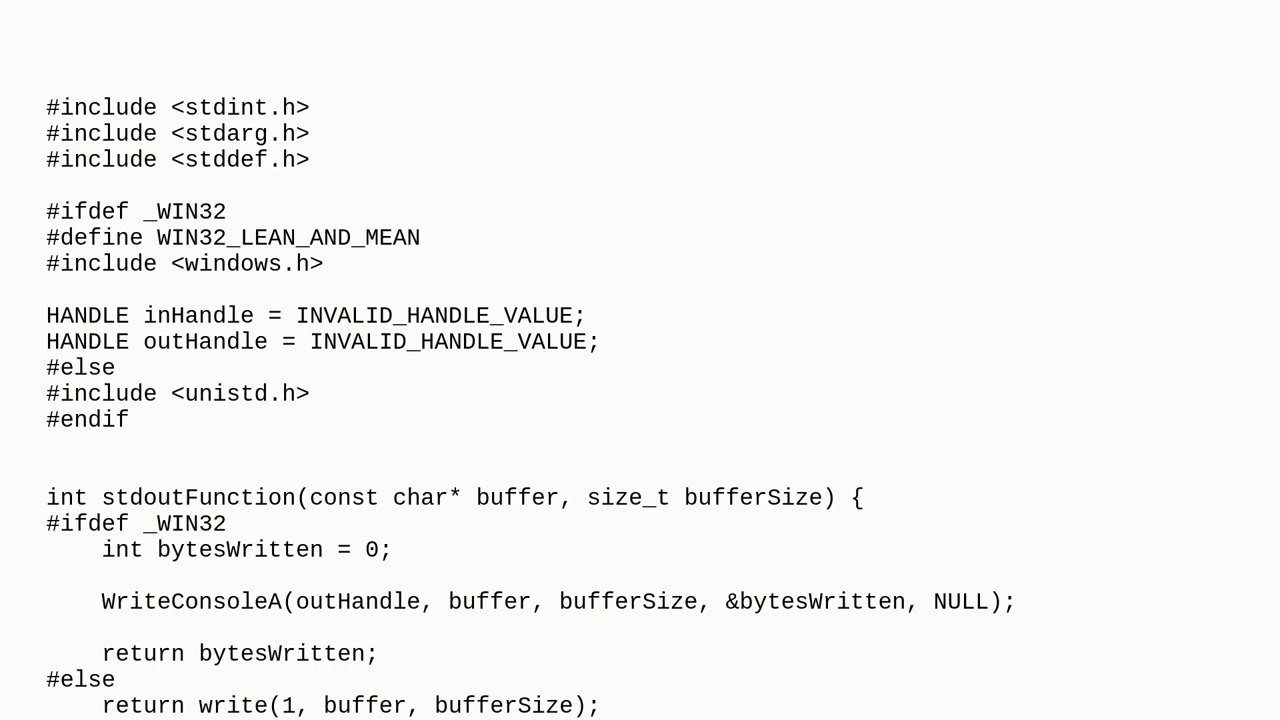 #include <stdint.h>
#include <stdarg.h>
#include <stddef.h>
#ifdef _WIN32
#define WIN32_LEAN_AND_MEAN
#include <windows.h>
HANDLE inHandle = INVALID_HANDLE_VALUE;
HANDLE outHandle = INVALID_HANDLE_VALUE;
#else
#include <unistd.h>
#endif
int stdoutFunction(const char* buffer, size_t bufferSize) {
#ifdef _WIN32
    int bytesWritten = 0;
    WriteConsoleA(outHandle, buffer, bufferSize, &bytesWritten, NULL);
    return bytesWritten;
#else
    return write(1, buffer, bufferSize);